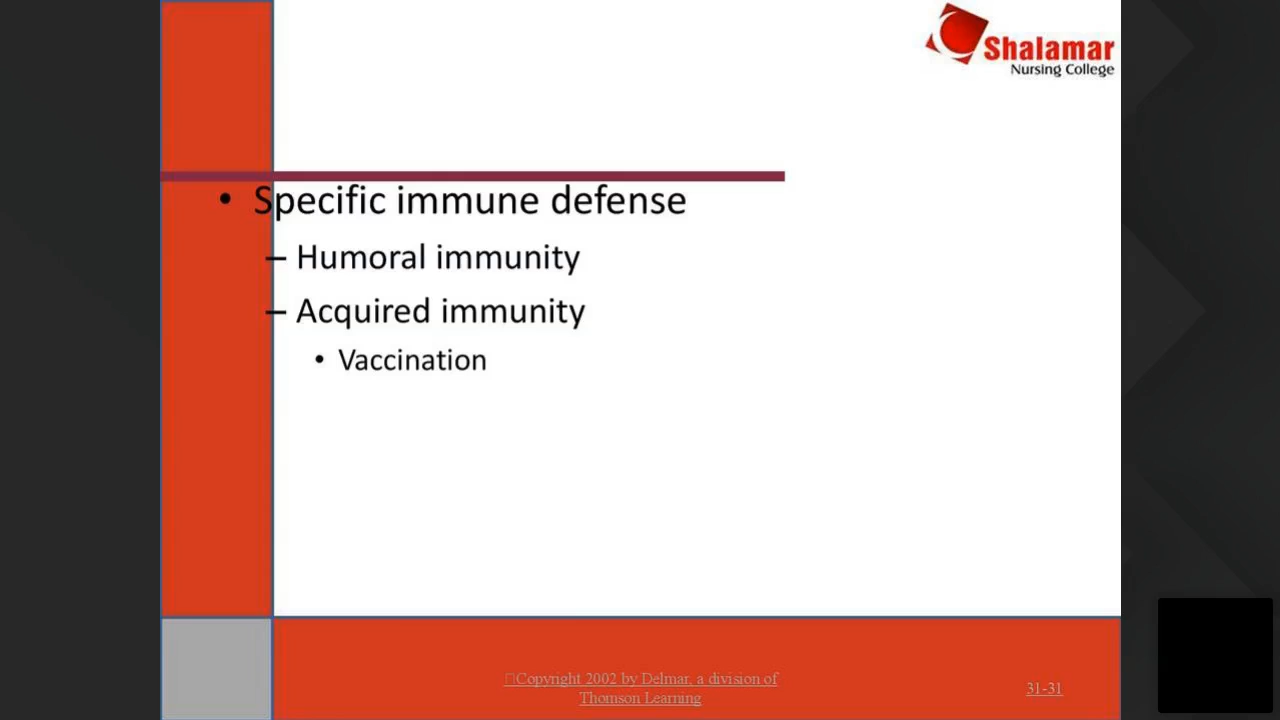 Shalamar
Nursing College
• Specific immune defense
– Humoral immunity
– Acquired immunity
• Vaccination
Copyright 2002 by Delmar, a division of
Thomson Learning
31-31